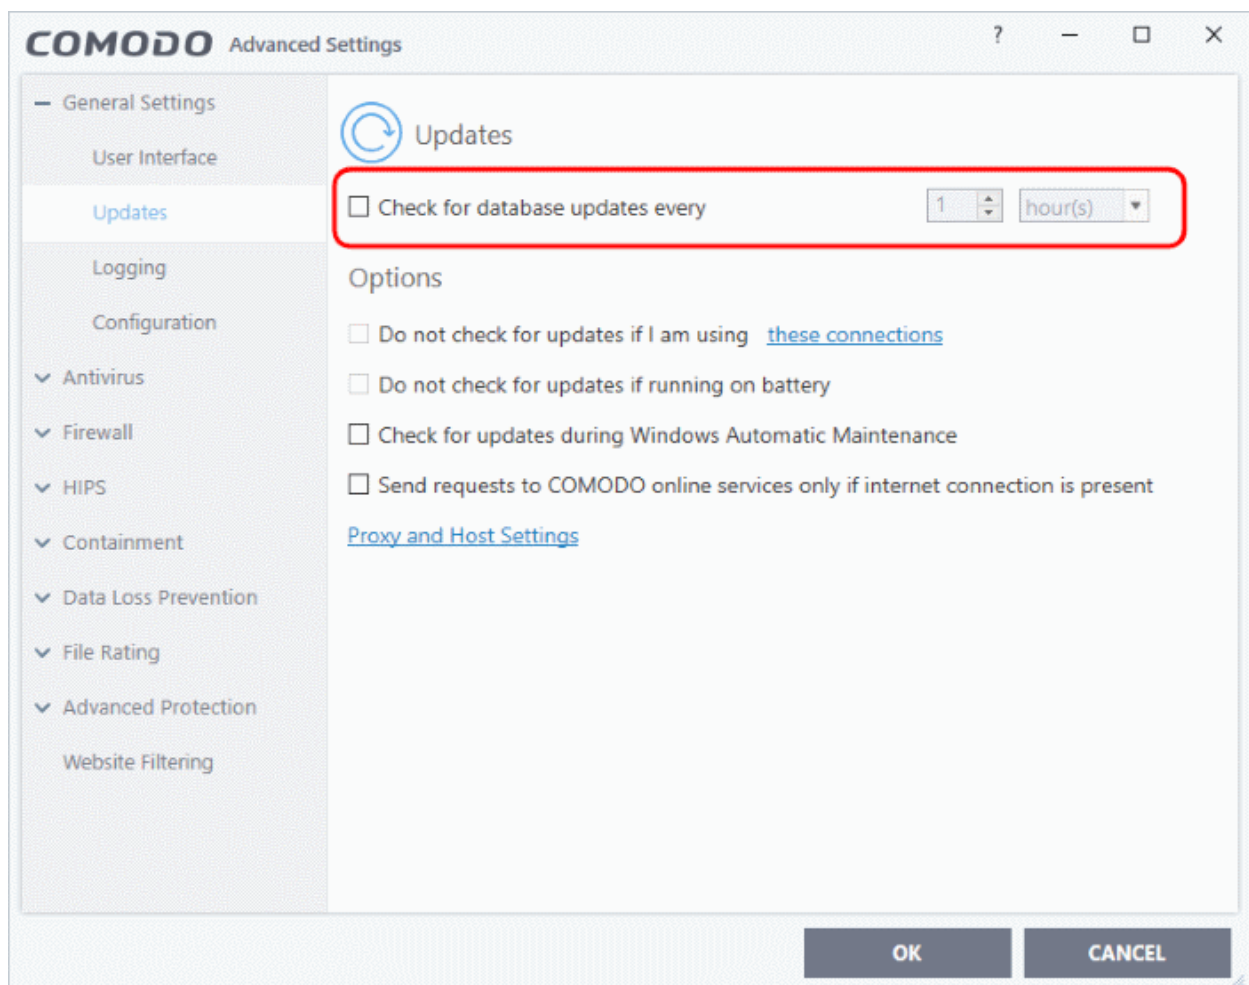 COMODO Advanced Settings ?
General Settings
User Interface
Updates
Logging
Configuration
Antivirus
Firewall
HIPS
Containment
Data Loss Prevention
File Rating
Advanced Protection
Website Filtering
Updates
Check for database updates every 1 hour(s)
Options
Do not check for updates if I am using these connections
Do not check for updates if running on battery
Check for updates during Windows Automatic Maintenance
Send requests to COMODO online services only if internet connection is present
Proxy and Host Settings
OK CANCEL